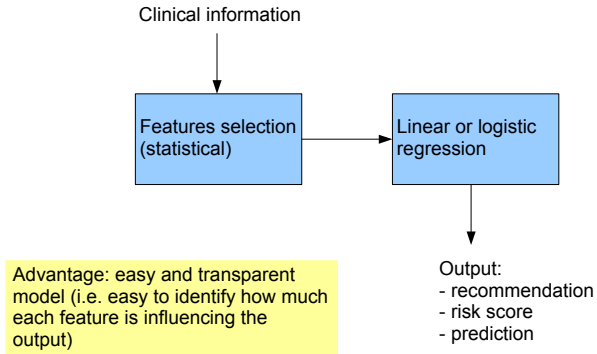 Clinical information
Features selection
(statistical)
Linear or logistic
regression
Advantage: easy and transparent
model (i.e. easy to identify how much
each feature is influencing the
output)
Output:
- recommendation
- risk score
- prediction